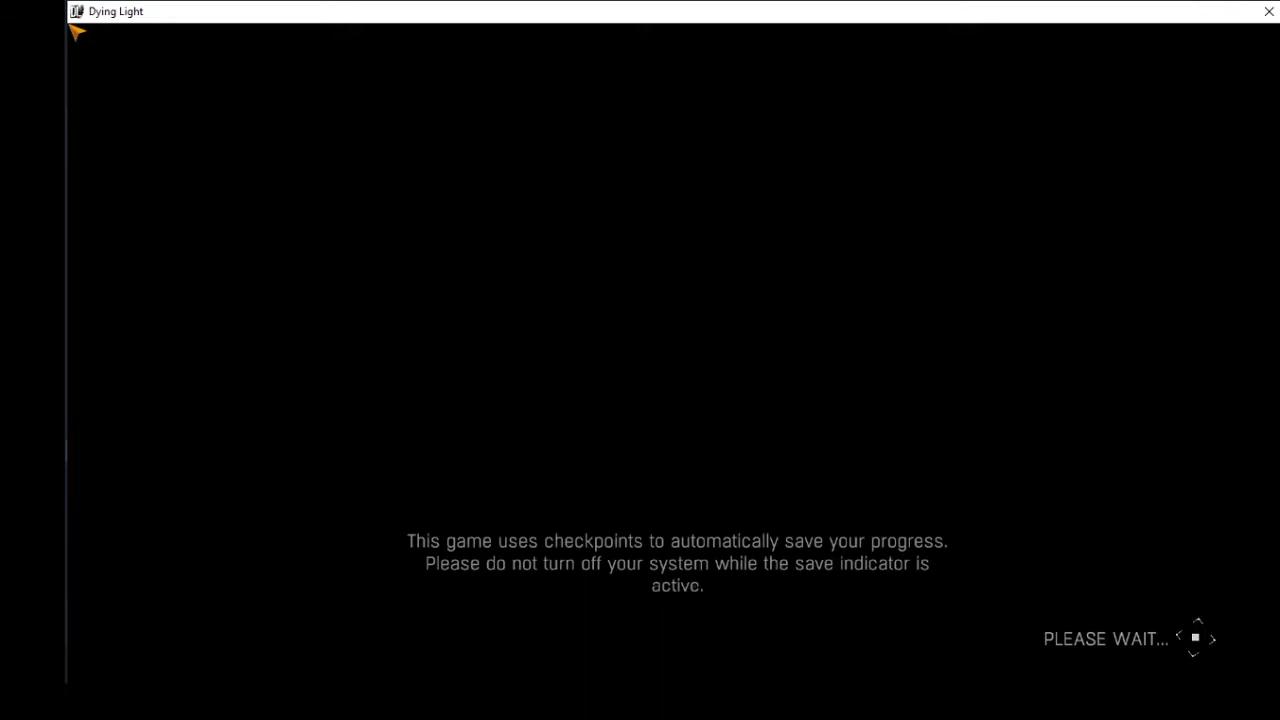 Dying Light
This game uses checkpoints to automatically save your progress.
Please do not turn off your system while the save indicator is
active.
PLEASE WAIT...